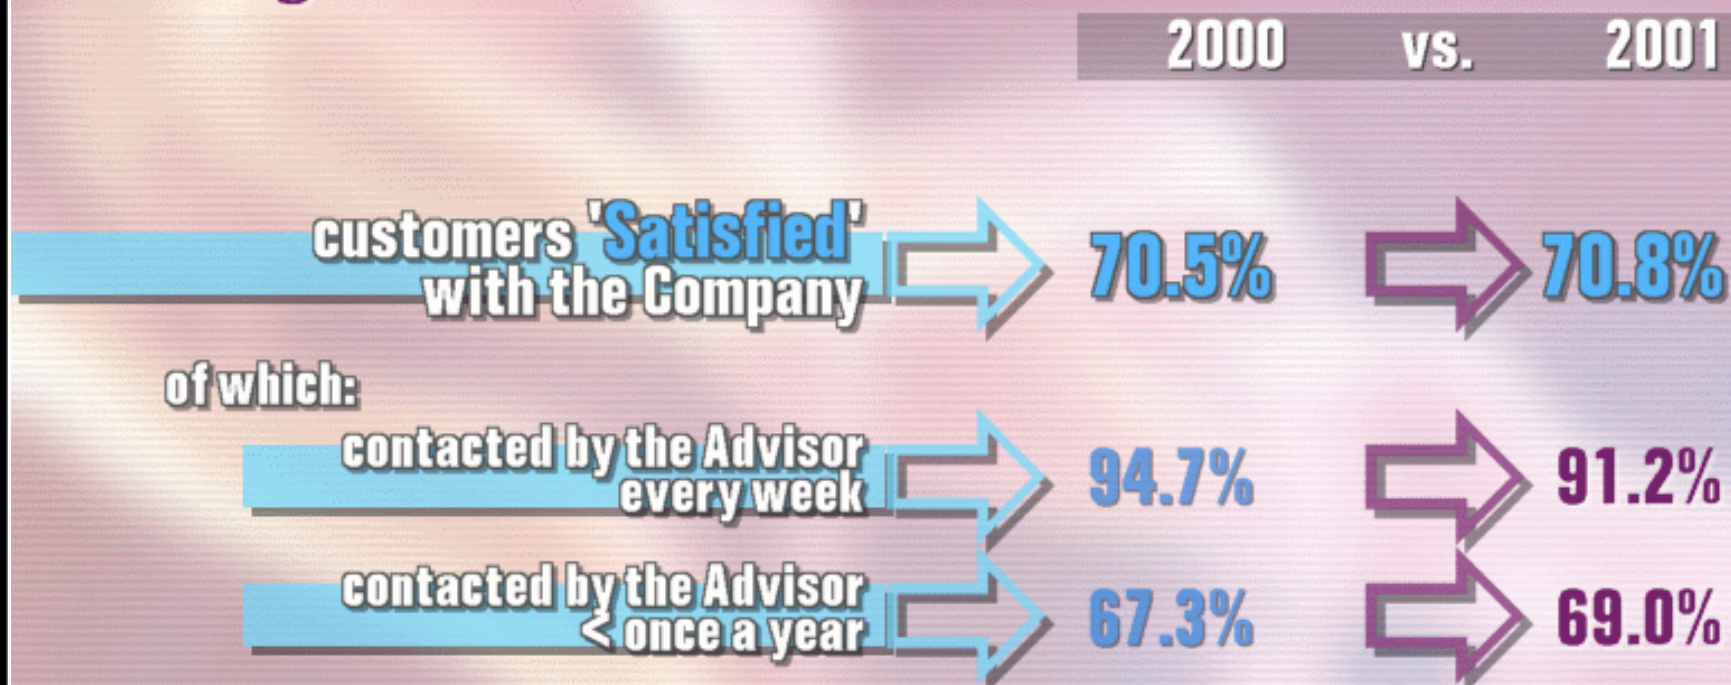 2000 vs. 2001
customers 'Satisfied'
with the Company
70.5% 70.8%
of which:
contacted by the Advisor
every week
94.7% 91.2%
contacted by the Advisor
< once a year
67.3% 69.0%